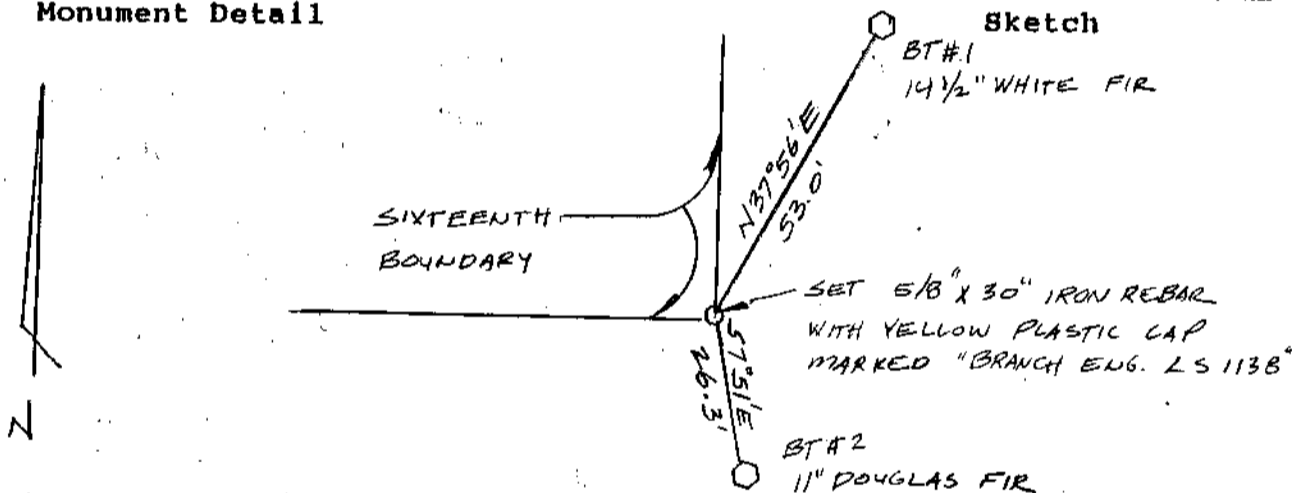 Monument Detail
Sketch
BT #1
14 1/2" WHITE FIR
N37°56'E
53.0'
SIXTEENTH
BOUNDARY
SET 5/8" X 30" IRON REBAR
WITH YELLOW PLASTIC CAP
MARKED "BRANCH ENG. LS 1138"
S7°51'E
26.3'
BT #2
11" DOUGLAS FIR
N